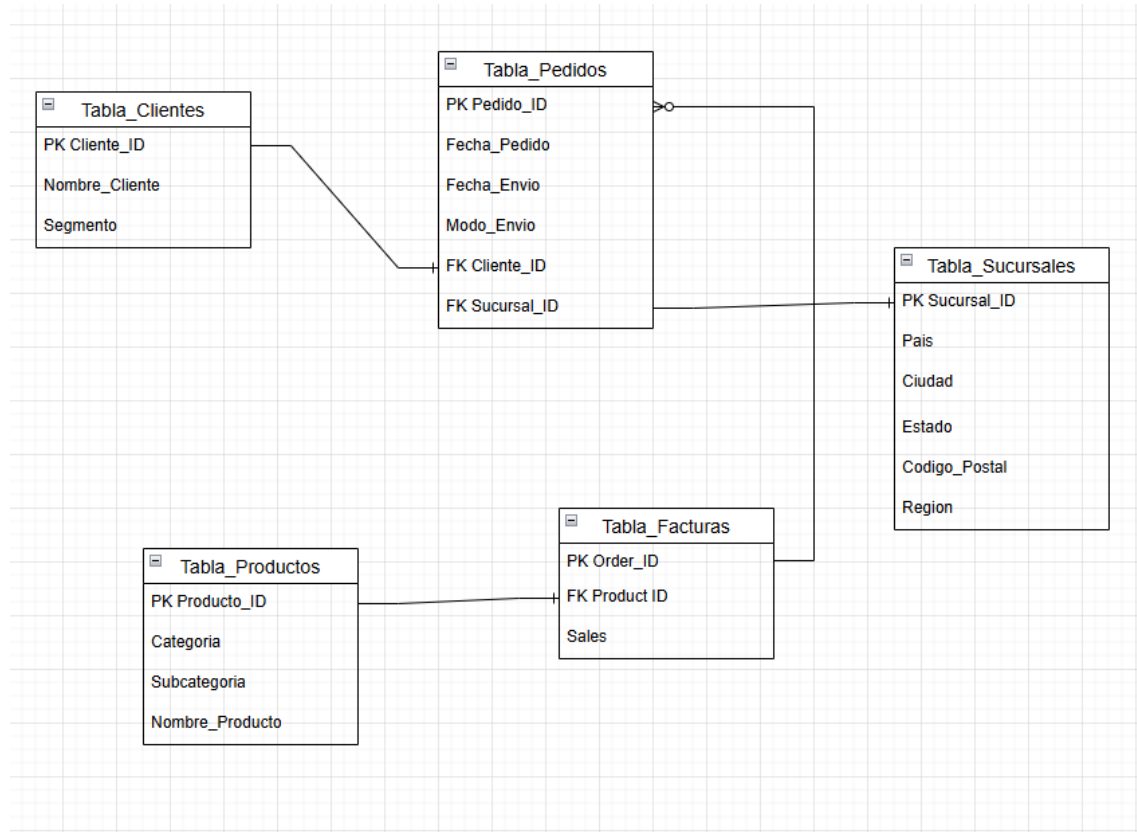 Tabla_Pedidos
PK Pedido_ID
Fecha_Pedido
Fecha_Envio
Modo_Envio
FK Cliente_ID
FK Sucursal_ID
Tabla_Clientes
PK Cliente_ID
Nombre_Cliente
Segmento
Tabla_Sucursales
PK Sucursal_ID
Pais
Ciudad
Estado
Codigo_Postal
Region
Tabla_Facturas
PK Order_ID
FK Product ID
Sales
Tabla_Productos
PK Producto_ID
Categoria
Subcategoria
Nombre_Producto